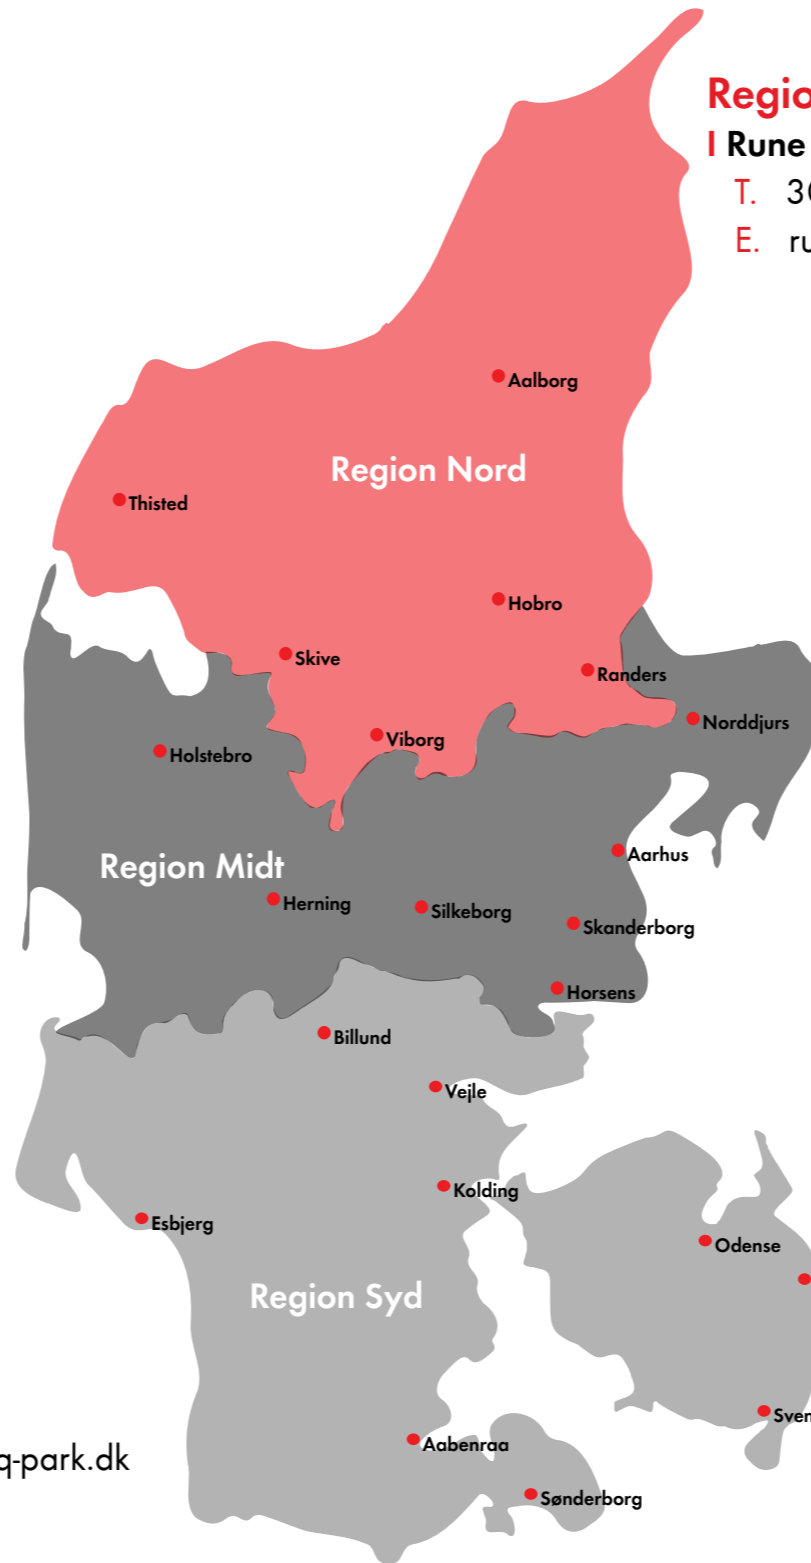 Regio
I Rune
T. 30
E. ru
Aalborg
Region Nord
Thisted
Hobro
Skive
Randers
Norddjurs
Viborg
Holstebro
Aarhus
Region Midt
Herning
Silkeborg
Skanderborg
Horsens
Billund
Vejle
Kolding
Esbjerg
Odense
Region Syd
Sven
Aabenraa
q-park.dk
Sønderborg